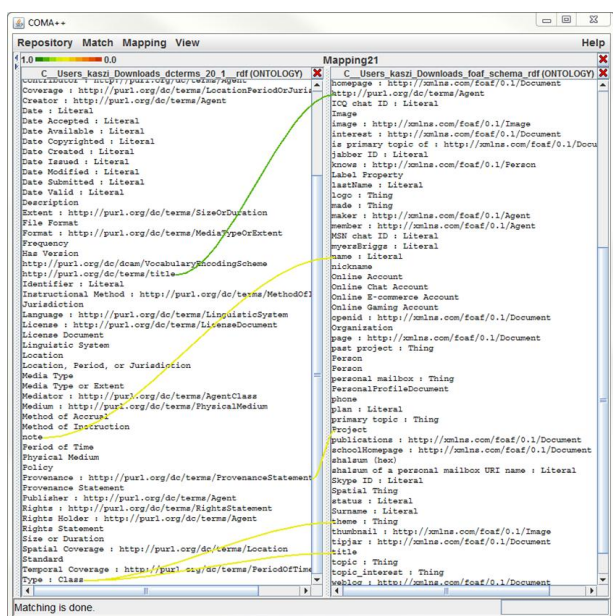 COMA++
Repository Match Mapping View Help
1.0 0.0 Mapping21
C__Users_kaszi_Downloads_dcterms_20_1__rdf (ONTOLOGY)
Contributor : http://purl.org/dc/terms/Agent
Coverage : http://purl.org/dc/terms/LocationPeriodOrJuris
Creator : http://purl.org/dc/terms/Agent
Date : Literal
Date Accepted : Literal
Date Available : Literal
Date Copyrighted : Literal
Date Created : Literal
Date Issued : Literal
Date Modified : Literal
Date Submitted : Literal
Date Valid : Literal
Description
Extent : http://purl.org/dc/terms/SizeOrDuration
File Format
Format : http://purl.org/dc/terms/MediaTypeOrExtent
Frequency
Has Version
http://purl.org/dc/dcam/VocabularyEncodingScheme
http://purl.org/dc/terms/title
Identifier : Literal
Instructional Method : http://purl.org/dc/terms/MethodOfI
Jurisdiction
Language : http://purl.org/dc/terms/LinguisticSystem
License : http://purl.org/dc/terms/LicenseDocument
License Document
Linguistic System
Location
Location, Period, or Jurisdiction
Media Type
Media Type or Extent
Mediator : http://purl.org/dc/terms/AgentClass
Medium : http://purl.org/dc/terms/PhysicalMedium
Method of Accrual
Method of Instruction
note
Period of Time
Physical Medium
Policy
Provenance : http://purl.org/dc/terms/ProvenanceStatement
Provenance Statement
Publisher : http://purl.org/dc/terms/Agent
Rights : http://purl.org/dc/terms/RightsStatement
Rights Holder : http://purl.org/dc/terms/Agent
Rights Statement
Size or Duration
Spatial Coverage : http://purl.org/dc/terms/Location
Standard
Temporal Coverage : http://purl.org/dc/terms/PeriodOfTime
Type : Class
C__Users_kaszi_Downloads_foaf_schema_rdf (ONTOLOGY)
homepage : http://xmlns.com/foaf/0.1/Document
http://purl.org/dc/terms/Agent
ICQ chat ID : Literal
Image
image : http://xmlns.com/foaf/0.1/Image
interest : http://xmlns.com/foaf/0.1/Document
is primary topic of : http://xmlns.com/foaf/0.1/Docu
jabber ID : Literal
knows : http://xmlns.com/foaf/0.1/Person
Label Property
lastName : Literal
logo : Thing
made : Thing
maker : http://xmlns.com/foaf/0.1/Agent
member : http://xmlns.com/foaf/0.1/Agent
MSN chat ID : Literal
myersBriggs : Literal
name : Literal
nickname
Online Account
Online Chat Account
Online E-commerce Account
Online Gaming Account
openid : http://xmlns.com/foaf/0.1/Document
Organization
page : http://xmlns.com/foaf/0.1/Document
past project : Thing
Person
Person
personal mailbox : Thing
PersonalProfileDocument
phone
plan : Literal
primary topic : Thing
Project
publications : http://xmlns.com/foaf/0.1/Document
schoolHomepage : http://xmlns.com/foaf/0.1/Document
sha1sum (hex)
sha1sum of a personal mailbox URI name : Literal
Skype ID : Literal
Spatial Thing
status : Literal
Surname : Literal
theme : Thing
thumbnail : http://xmlns.com/foaf/0.1/Image
tipjar : http://xmlns.com/foaf/0.1/Document
title
topic : Thing
topic_interest : Thing
weblog : http://xmlns.com/foaf/0.1/Document
Matching is done.